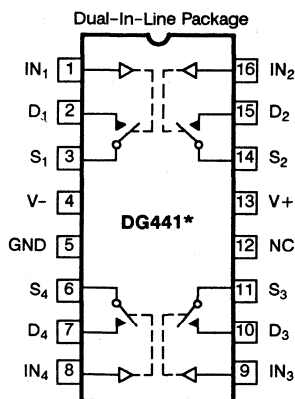 Dual-In-Line Package
IN1 1 16 IN2
D1 2 15 D2
S1 3 14 S2
V- 4 13 V+
DG441*
GND 5 12 NC
S4 6 11 S3
D4 7 10 D3
IN4 8 9 IN3